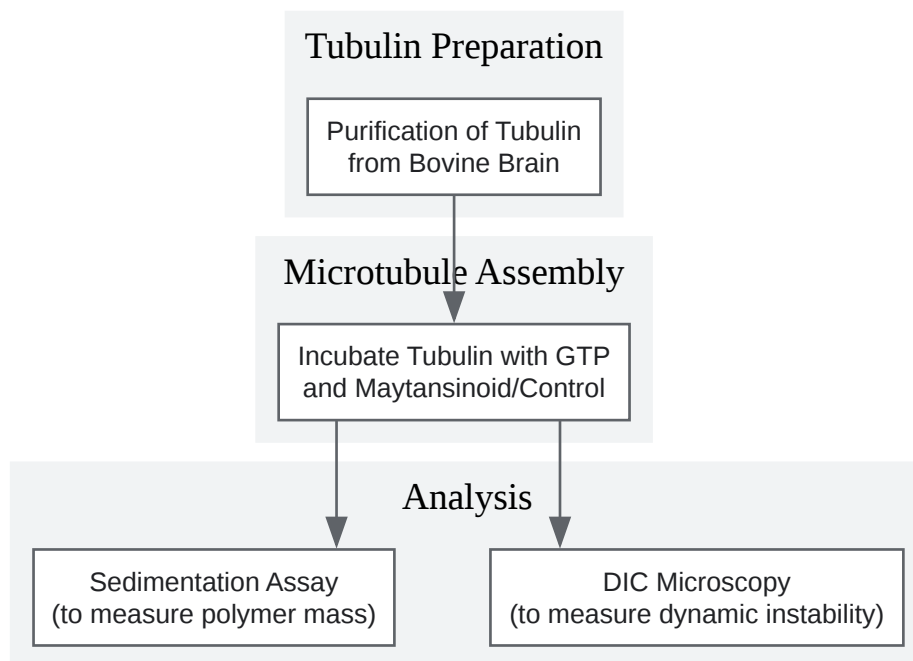 Tubulin Preparation
Purification of Tubulin
from Bovine Brain
Microtubule Assembly
Incubate Tubulin with GTP
and Maytansinoid/Control
Analysis
Sedimentation Assay
(to measure polymer mass)
DIC Microscopy
(to measure dynamic instability)